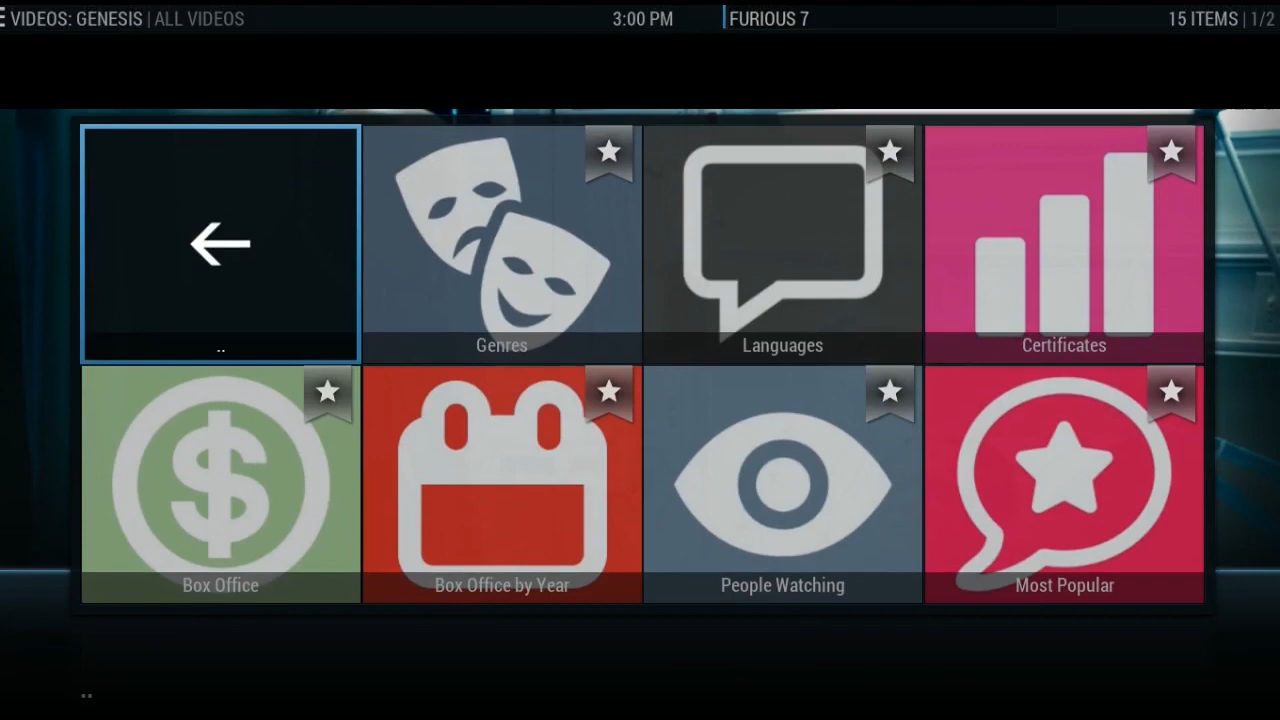 VIDEOS: GENESIS | ALL VIDEOS
3:00 PM
FURIOUS 7
15 ITEMS | 1/2
..
Genres
Languages
Certificates
Box Office
Box Office by Year
People Watching
Most Popular
..